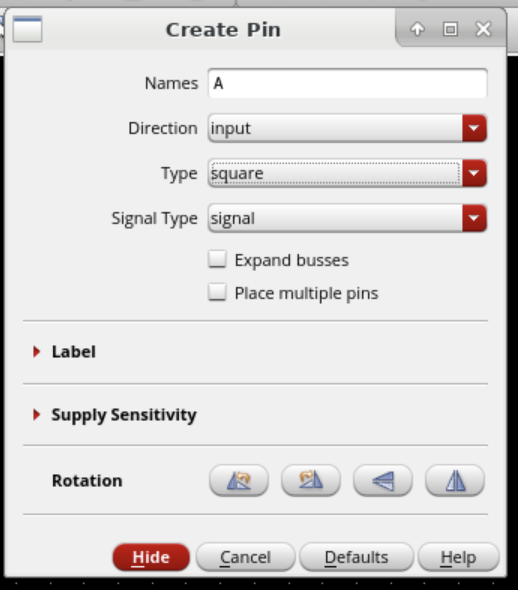 Create Pin
Names A
Direction input
Type square
Signal Type signal
Expand busses
Place multiple pins
Label
Supply Sensitivity
Rotation
Hide Cancel Defaults Help